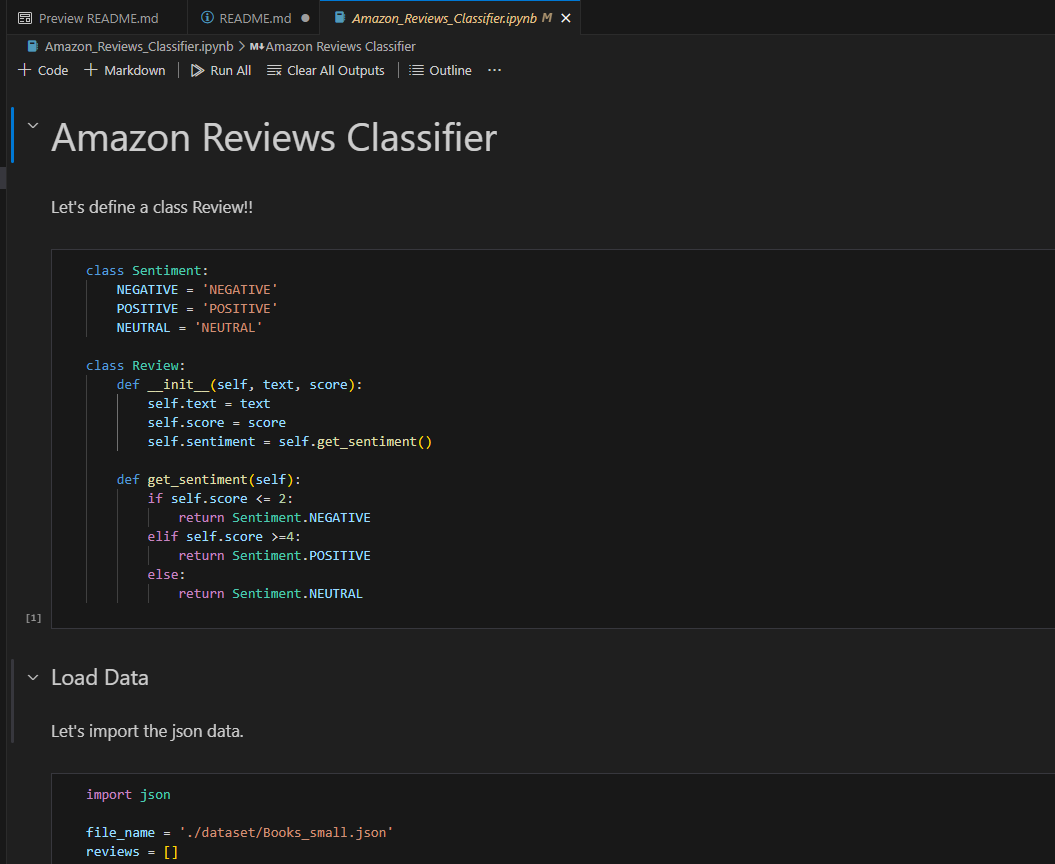 Preview README.md README.md Amazon_Reviews_Classifier.ipynb M
Amazon_Reviews_Classifier.ipynb > M↓ Amazon Reviews Classifier
+ Code + Markdown | Run All Clear All Outputs | Outline ...
Amazon Reviews Classifier
Let's define a class Review!!
class Sentiment:
    NEGATIVE = 'NEGATIVE'
    POSITIVE = 'POSITIVE'
    NEUTRAL = 'NEUTRAL'
class Review:
    def __init__(self, text, score):
        self.text = text
        self.score = score
        self.sentiment = self.get_sentiment()
    def get_sentiment(self):
        if self.score <= 2:
            return Sentiment.NEGATIVE
        elif self.score >=4:
            return Sentiment.POSITIVE
        else:
            return Sentiment.NEUTRAL
[1]
Load Data
Let's import the json data.
import json
file_name = './dataset/Books_small.json'
reviews = []